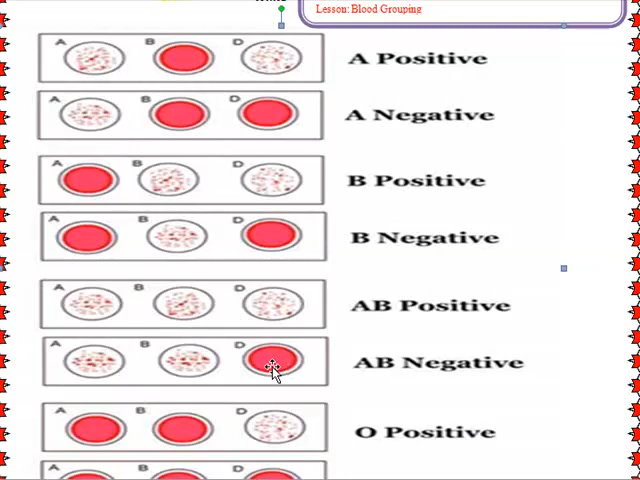 Lesson: Blood Grouping
A B D
A Positive
A B D
A Negative
A B D
B Positive
A B D
B Negative
A B D
AB Positive
A B D
AB Negative
A B D
O Positive
A B D